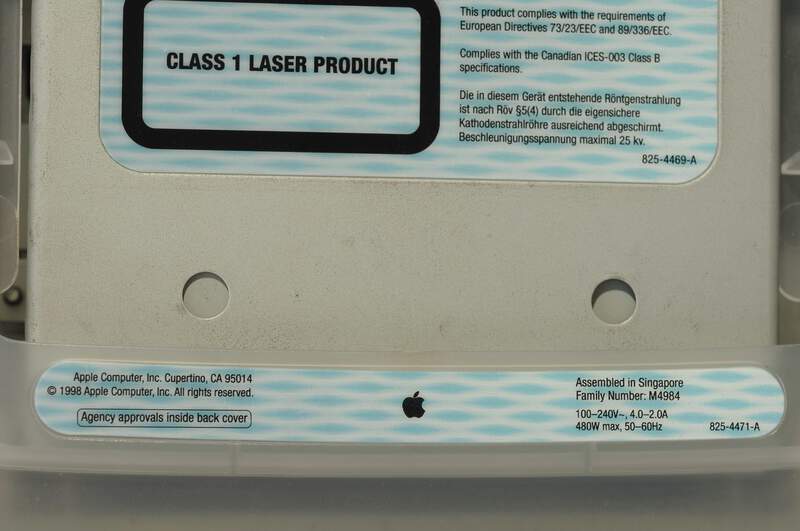 This product complies with the requirements of
European Directives 73/23/EEC and 89/336/EEC.
CLASS 1 LASER PRODUCT
Complies with the Canadian ICES-003 Class B
specifications.
Die in diesem Gerät entstehende Röntgenstrahlung
ist nach Röv §5(4) durch die eigensichere
Kathodenstrahlröhre ausreichend abgeschirmt.
Beschleunigungsspannung maximal 25 kv.
825-4469-A
Apple Computer, Inc. Cupertino, CA 95014
© 1998 Apple Computer, Inc. All rights reserved.
Agency approvals inside back cover
Assembled in Singapore
Family Number: M4984
100–240V~, 4.0–2.0A
480W max, 50–60Hz
825-4471-A